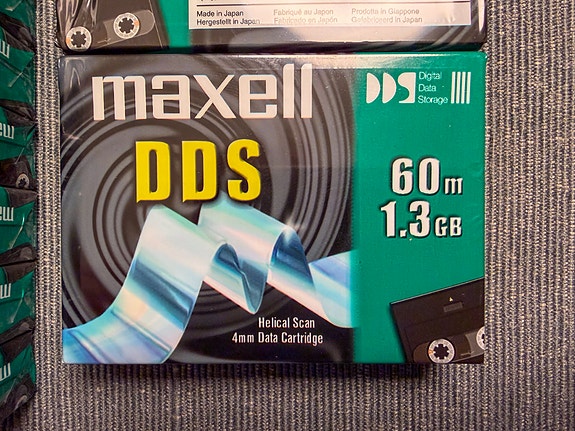 Made in Japan Fabriqué au Japon Prodotto in Giappone
Hergestellt in Japan Fabricado en Japón Gefabriceerd in Japan
maxell
DDS Digital
Data
Storage
DDS
60m
1.3GB
Helical Scan
4mm Data Cartridge